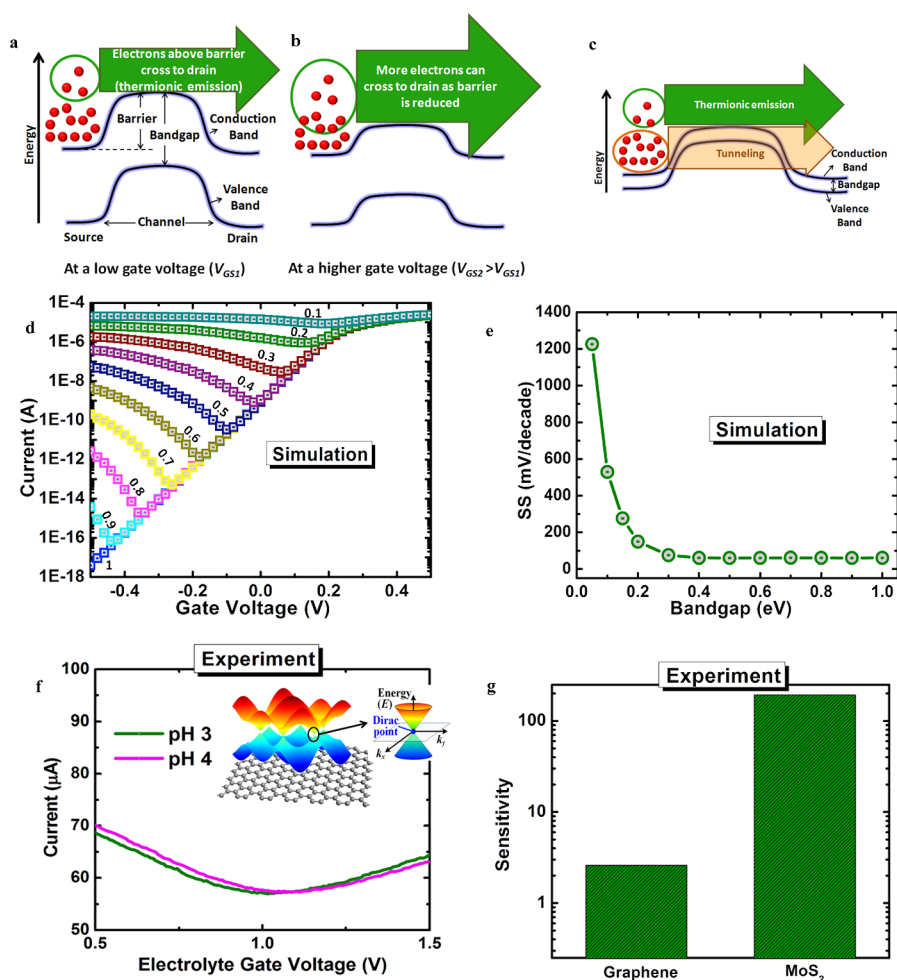 a
Electrons above barrier
cross to drain
(thermionic emission)
Energy
Barrier
Bandgap
Conduction
Band
Valence
Band
Channel
Source
Drain
At a low gate voltage (VGS1)
b
More electrons can
cross to drain as barrier
is reduced
At a higher gate voltage (VGS2 >VGS1)
c
Thermionic emission
Tunneling
Energy
Conduction
Band
Bandgap
Valence Band
d
1E-4
1E-6
1E-8
1E-10
1E-12
1E-14
1E-16
1E-18
Current (A)
0.1
0.2
0.3
0.4
0.5
0.6
0.7
0.8
0.9
1
Simulation
-0.4
-0.2
0.0
0.2
0.4
Gate Voltage (V)
e
1400
1200
1000
800
600
400
200
0
SS (mV/decade)
Simulation
0.0
0.2
0.4
0.6
0.8
1.0
Bandgap (eV)
Experiment
f
100
90
80
70
60
50
Current (μA)
pH 3
pH 4
Energy
(E)
Dirac
point
kx
ky
0.5
1.0
1.5
Electrolyte Gate Voltage (V)
Experiment
g
100
10
1
Sensitivity
Graphene
MoS2